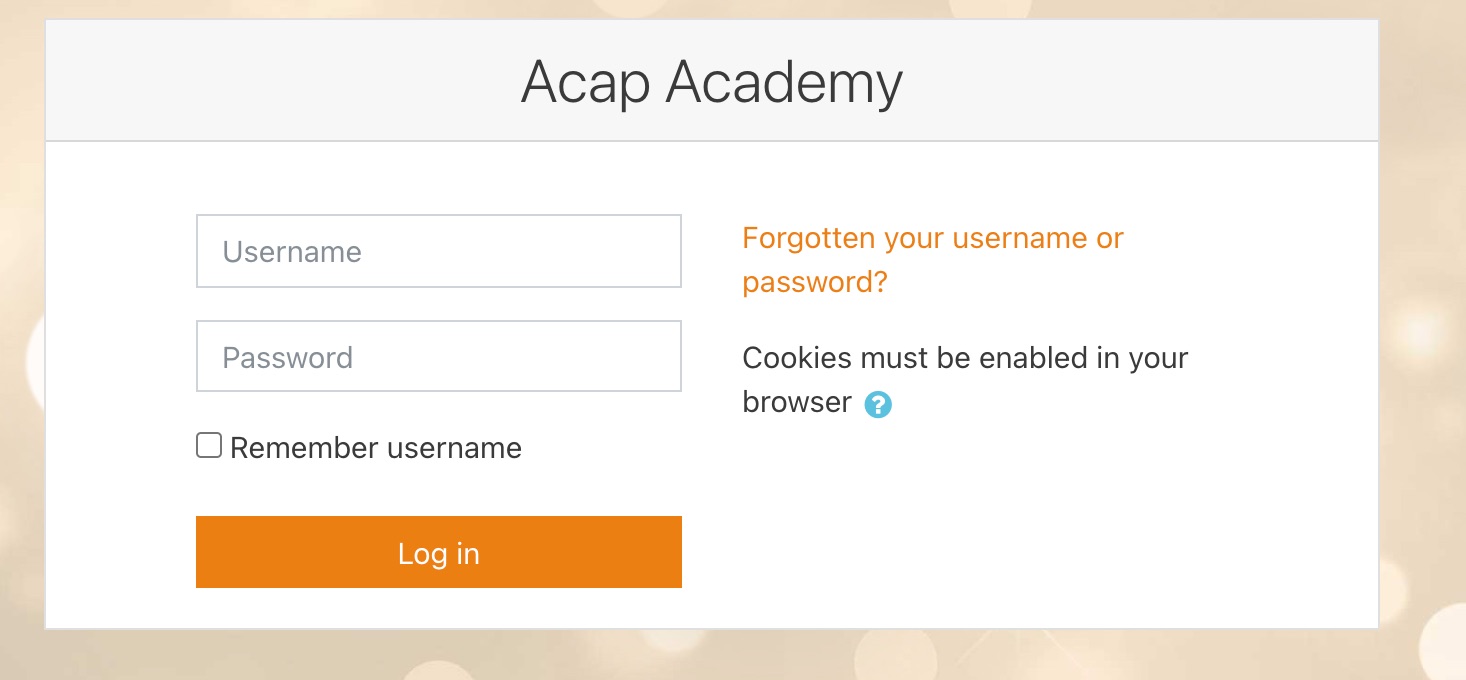 Acap Academy
Username
Password
Remember username
Log in
Forgotten your username or
password?
Cookies must be enabled in your
browser ?